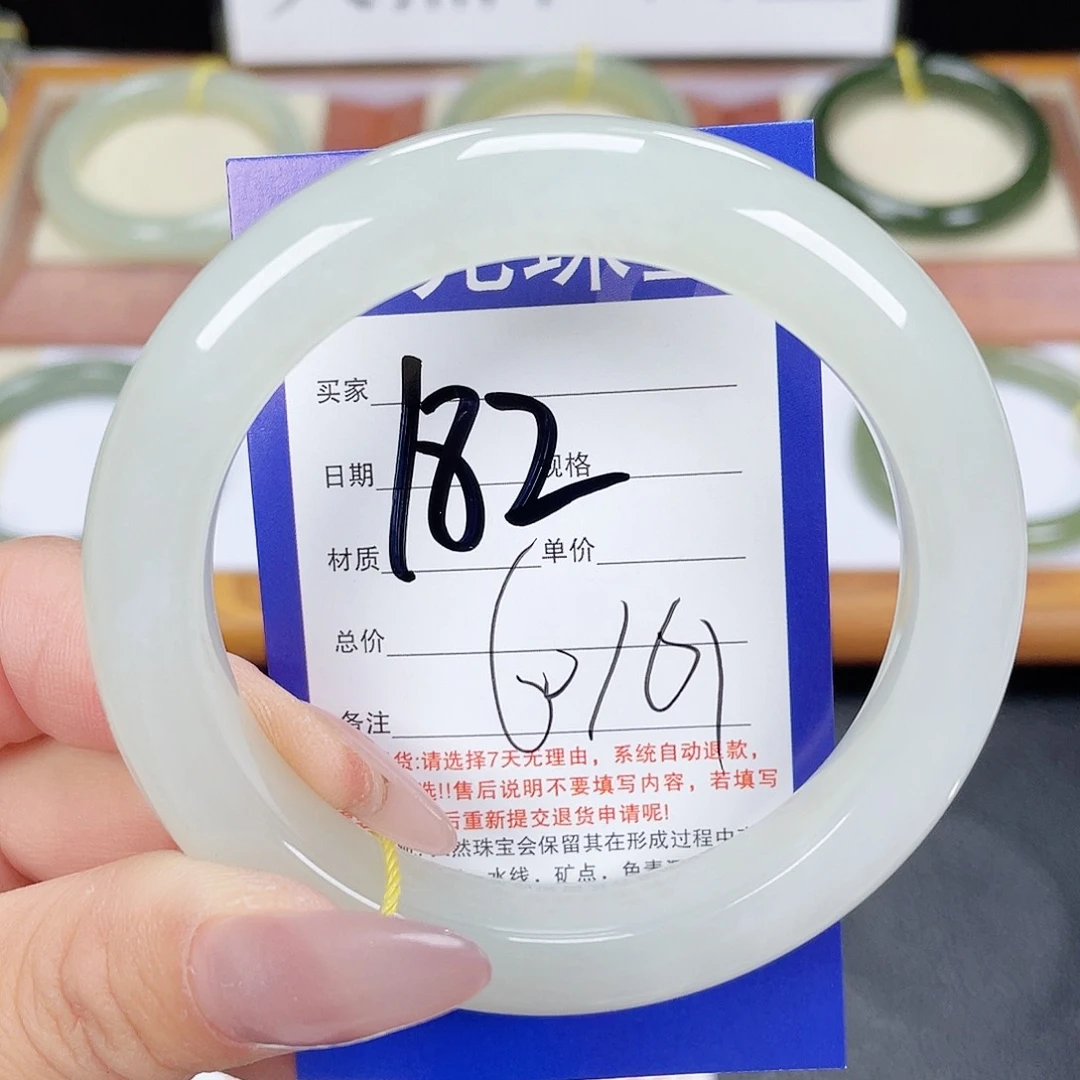 珠
买家
182
日期 规格
材质 单价
总价
备注
货:请选择7天无理由，系统自动退款，
选!!售后说明不要填写内容，若填写
后重新提交退货申请呢!
然珠宝会保留其在形成过程中
水线，矿点，色